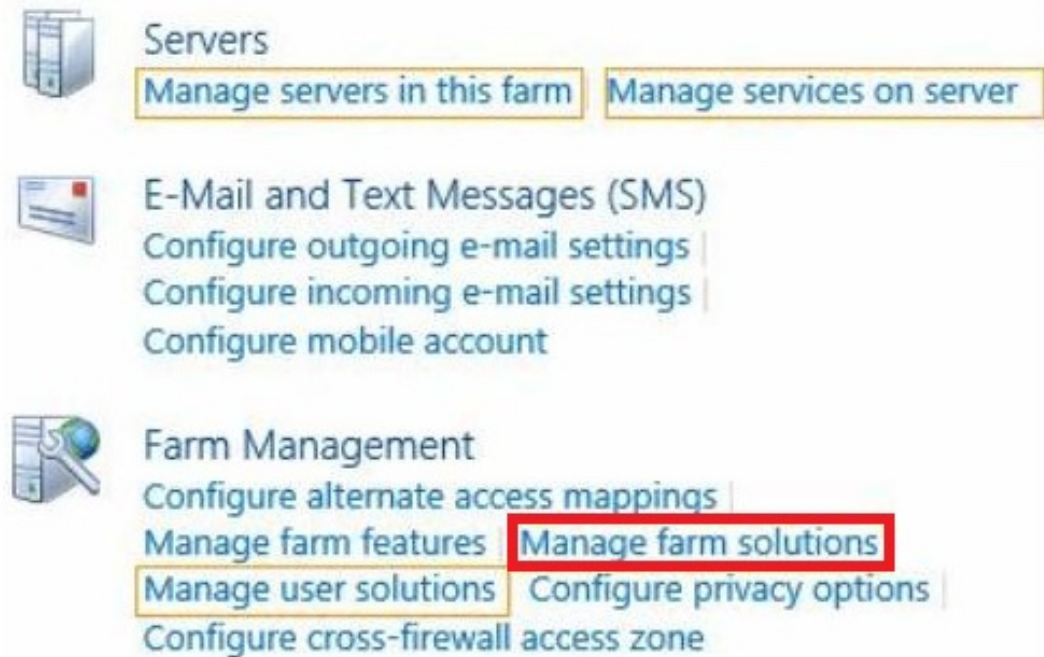 Servers
Manage servers in this farm | Manage services on server
E-Mail and Text Messages (SMS)
Configure outgoing e-mail settings |
Configure incoming e-mail settings |
Configure mobile account
Farm Management
Configure alternate access mappings |
Manage farm features | Manage farm solutions
Manage user solutions Configure privacy options |
Configure cross-firewall access zone